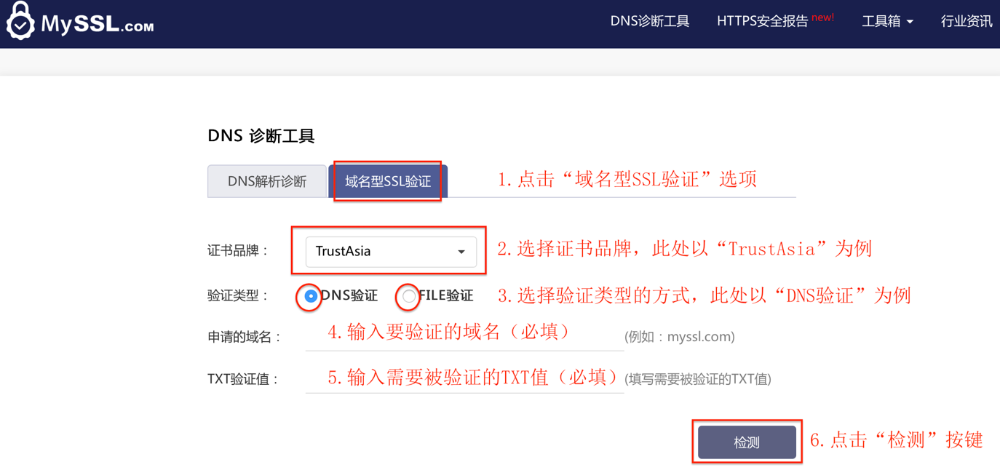 MySSL.COM
DNS诊断工具 HTTPS安全报告 new! 工具箱 行业资讯
DNS 诊断工具
DNS解析诊断 域名型SSL验证 1.点击“域名型SSL验证”选项
证书品牌： TrustAsia 2.选择证书品牌，此处以“TrustAsia”为例
验证类型： DNS验证 FILE验证 3.选择验证类型的方式，此处以“DNS验证”为例
申请的域名： 4.输入要验证的域名（必填） (例如：myssl.com)
TXT验证值： 5.输入需要被验证的TXT值（必填） (填写需要被验证的TXT值)
检测 6.点击“检测”按键